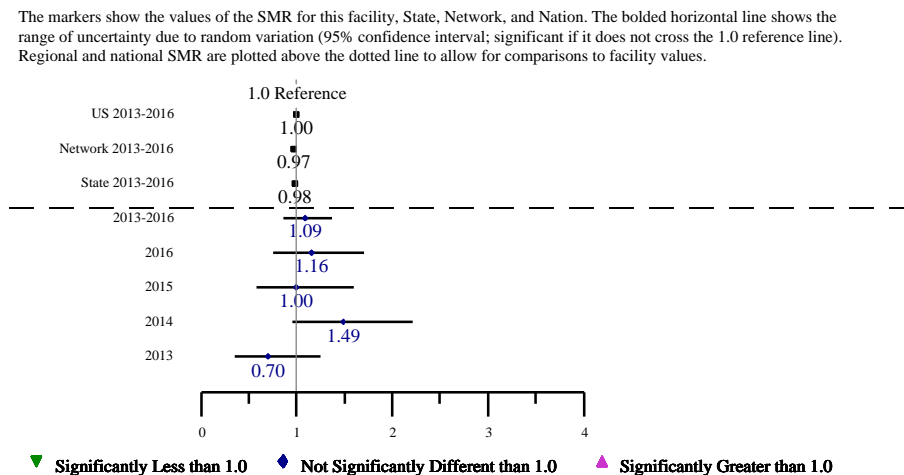 The markers show the values of the SMR for this facility, State, Network, and Nation. The bolded horizontal line shows the
range of uncertainty due to random variation (95% confidence interval; significant if it does not cross the 1.0 reference line).
Regional and national SMR are plotted above the dotted line to allow for comparisons to facility values.
1.0 Reference
US 2013-2016
1.00
Network 2013-2016
0.97
State 2013-2016
0.98
2013-2016
1.09
2016
1.16
2015
1.00
2014
1.49
2013
0.70
0 1 2 3 4
Significantly Less than 1.0 Not Significantly Different than 1.0 Significantly Greater than 1.0